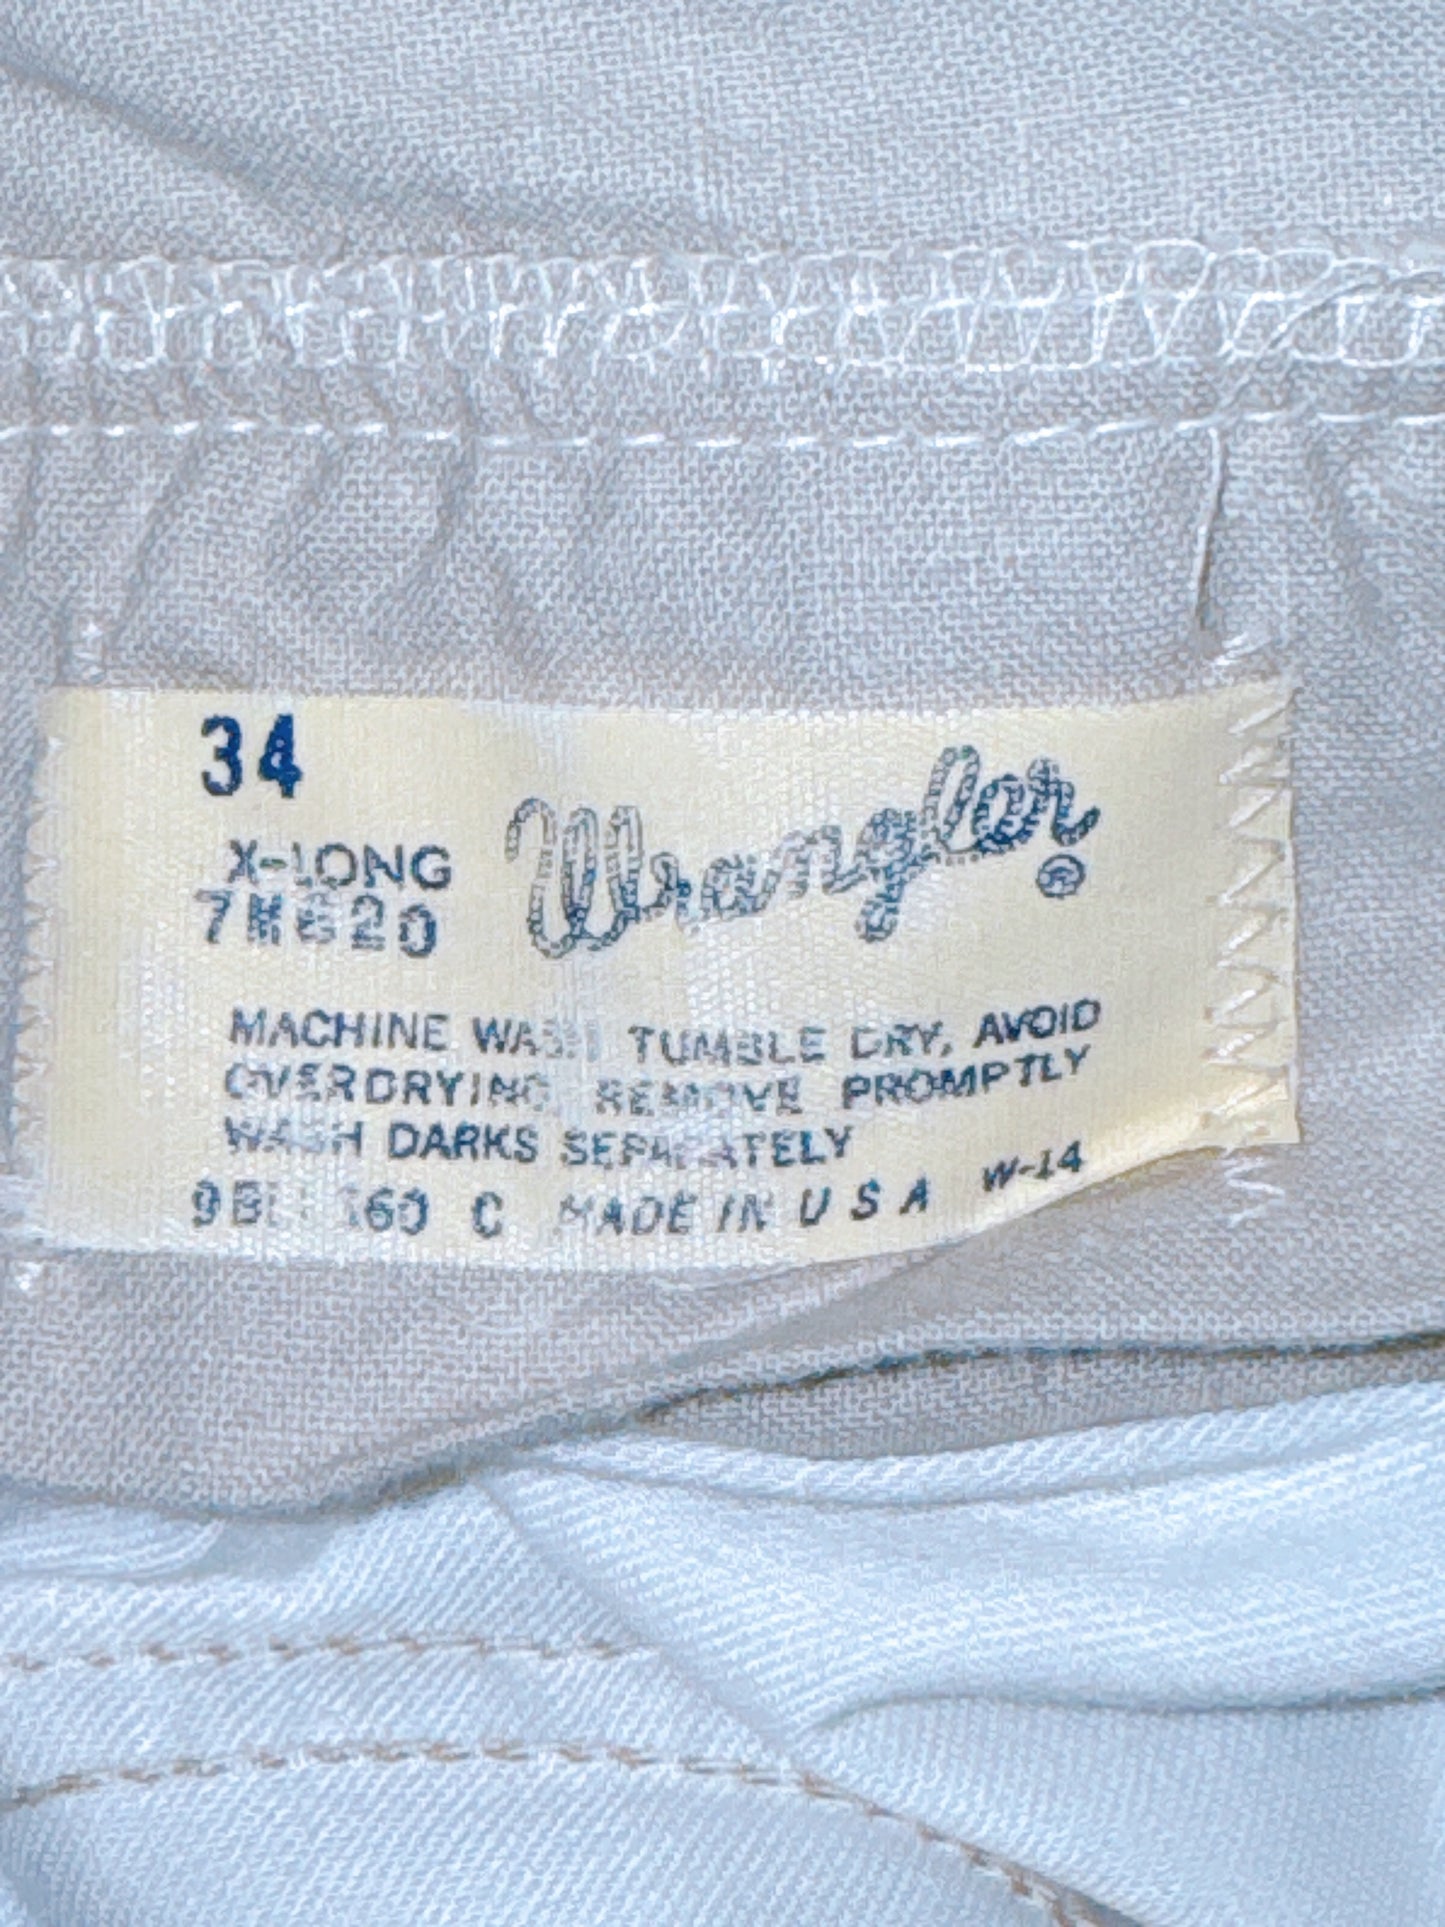 34
Wrangler®
X-LONG
7MG20
MACHINE WASH TUMBLE DRY, AVOID
OVERDRYING REMOVE PROMPTLY
WASH DARKS SEPARATELY
C MADE IN U S A W-14